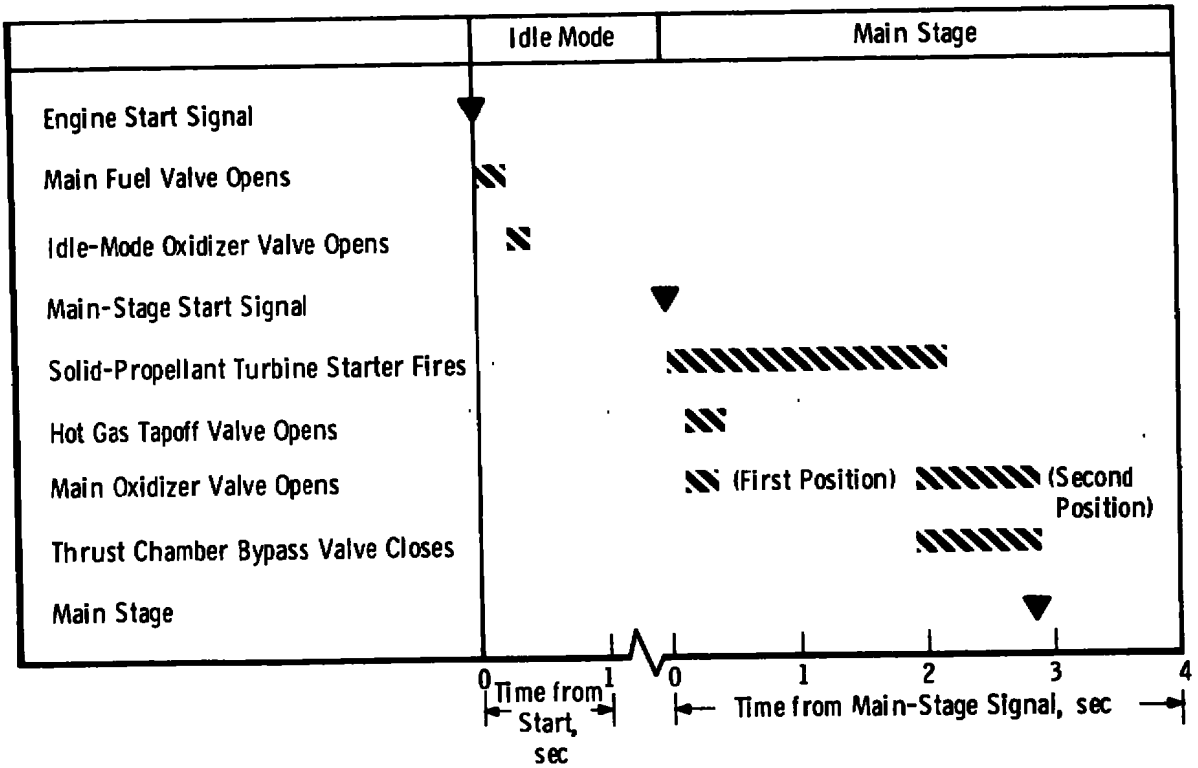 Idle Mode
Main Stage
Engine Start Signal
Main Fuel Valve Opens
Idle-Mode Oxidizer Valve Opens
Main-Stage Start Signal
Solid-Propellant Turbine Starter Fires
Hot Gas Tapoff Valve Opens
Main Oxidizer Valve Opens
(First Position)
(Second
Position)
Thrust Chamber Bypass Valve Closes
Main Stage
0 1 0 1 2 3 4
Time from
Start,
sec
Time from Main-Stage Signal, sec